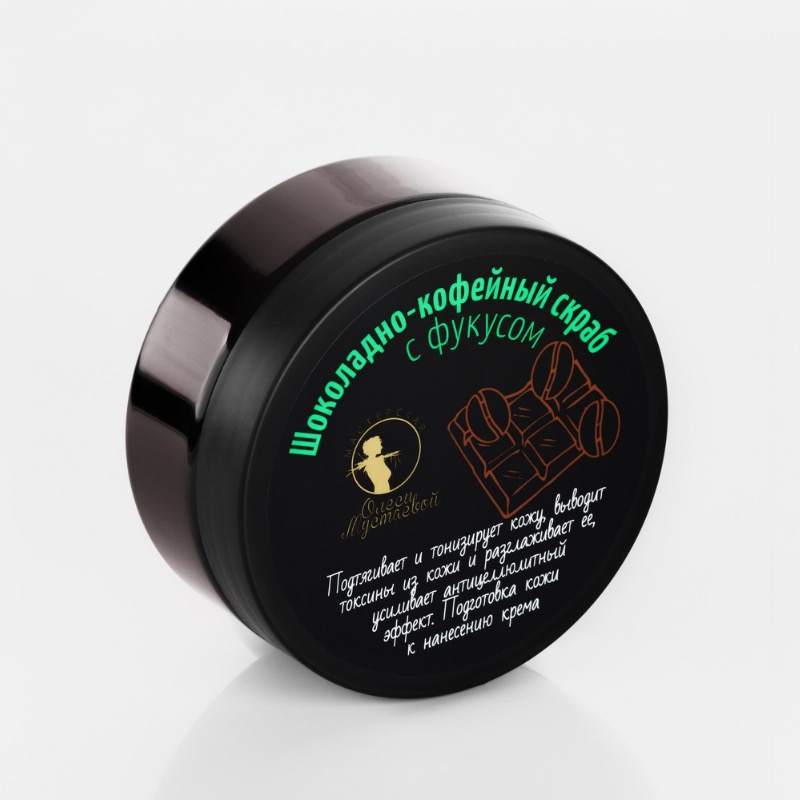 Шоколадно-кофейный скраб
с фукусом
МАСТЕРСКАЯ
Олеси
Мустаевой
Подтягивает и тонизирует кожу, выводит
токсины из кожи и разглаживает ее,
усиливает антицеллюлитный
эффект. Подготовка кожи
к нанесению крема